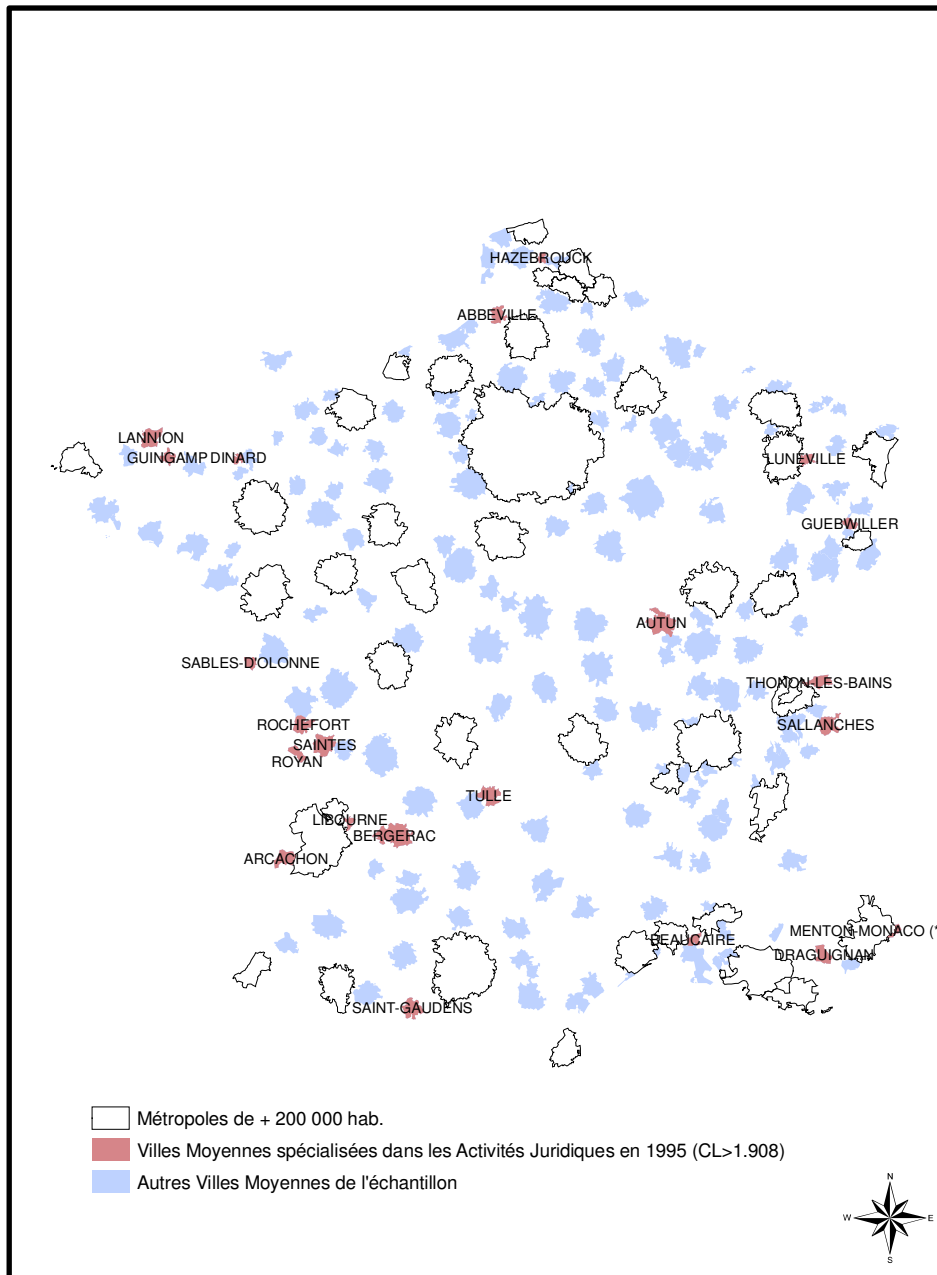 HAZEBROUCK
ABBEVILLE
LANNION
GUINGAMP
DINARD
LUNEVILLE
GUEBWILLER
AUTUN
SABLES-D'OLONNE
THONON-LES-BAINS
ROCHEFORT
SALLANCHES
SAINTES
ROYAN
TULLE
LIBOURNE
BERGERAC
ARCACHON
MENTON-MONACO (*
BEAUCAIRE
DRAGUIGNAN
SAINT-GAUDENS
Métropoles de + 200 000 hab.
Villes Moyennes spécialisées dans les Activités Juridiques en 1995 (CL>1.908)
Autres Villes Moyennes de l'échantillon
N
W
E
S